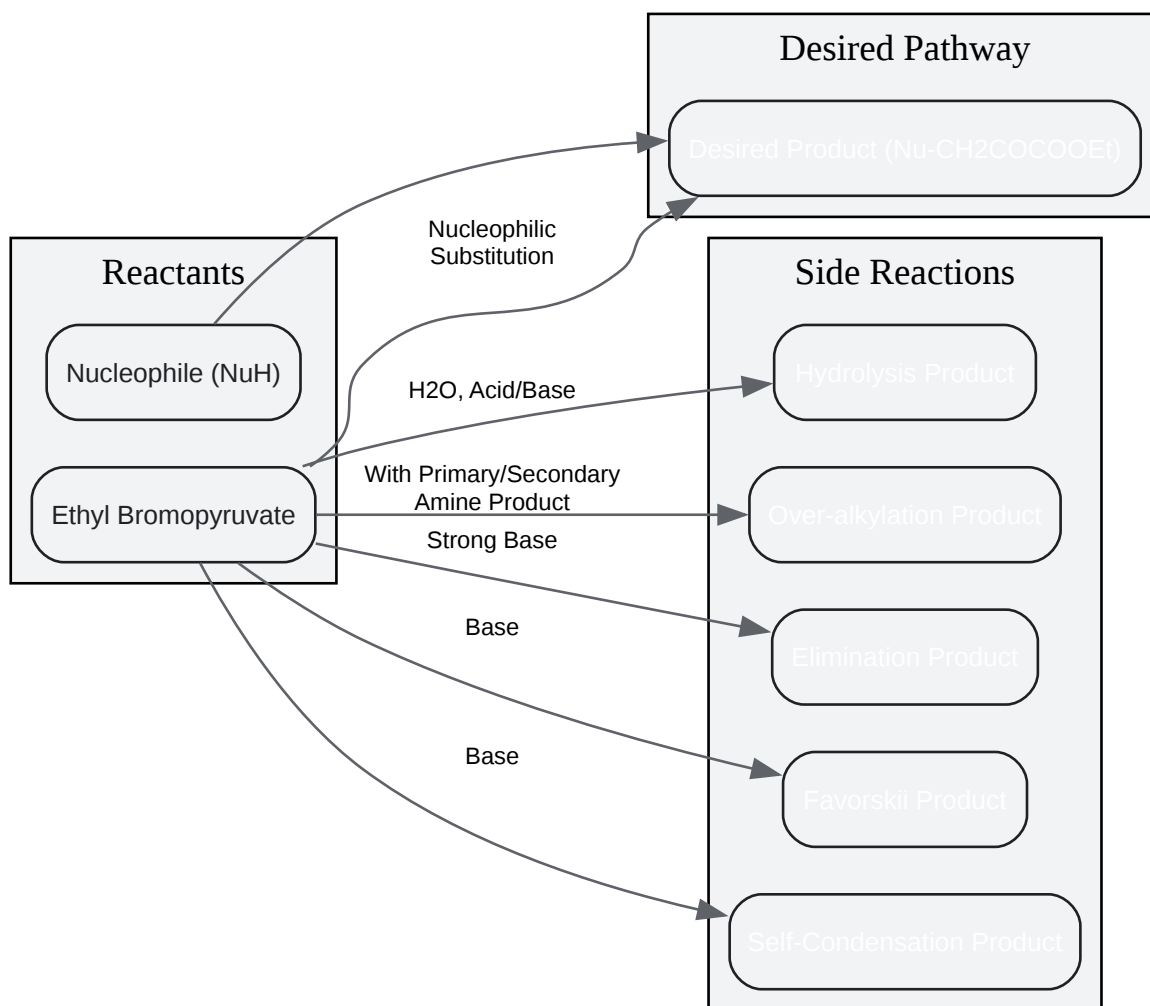 Desired Pathway
Desired Product (Nu-CH2COCOOEt)
Nucleophilic
Substitution
Reactants
Side Reactions
Nucleophile (NuH)
Hydrolysis Product
H2O, Acid/Base
With Primary/Secondary
Amine Product
Ethyl Bromopyruvate
Over-alkylation Product
Strong Base
Base
Elimination Product
Base
Favorskii Product
Self-Condensation Product